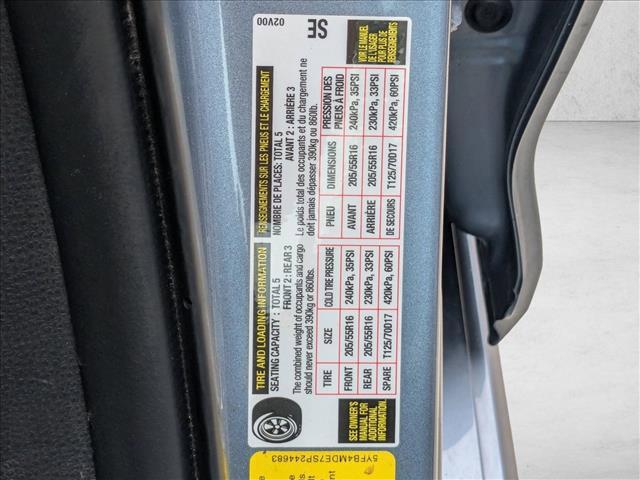 TIRE AND LOADING INFORMATION
SEATING CAPACITY : TOTAL 5
FRONT 2 : REAR 3
The combined weight of occupants and cargo
should never exceed 390kg or 860lbs.
TIRE SIZE COLD TIRE PRESSURE
FRONT 205/55R16 240kPa, 35PSI
REAR 205/55R16 230kPa, 33PSI
SPARE T125/70D17 420kPa, 60PSI
SEE OWNER'S
MANUAL FOR
ADDITIONAL
INFORMATION.
RENSEIGNEMENTS SUR LES PNEUS ET LE CHARGEMENT
NOMBRE DE PLACES: TOTAL 5
AVANT 2 : ARRIÈRE 3
Le poids total des occupants et du chargement ne
doit jamais dépasser 390kg ou 860lb.
PNEU DIMENSIONS PRESSION DES
PNEUS À FROID
AVANT 205/55R16 240kPa, 35PSI
ARRIÈRE 205/55R16 230kPa, 33PSI
DE SECOURS T125/70D17 420kPa, 60PSI
VOIR LE MANUEL
DE L'USAGER
POUR PLUS DE
RENSEIGNEMENTS
02V00
SE
5YFB4MDE7SP244683